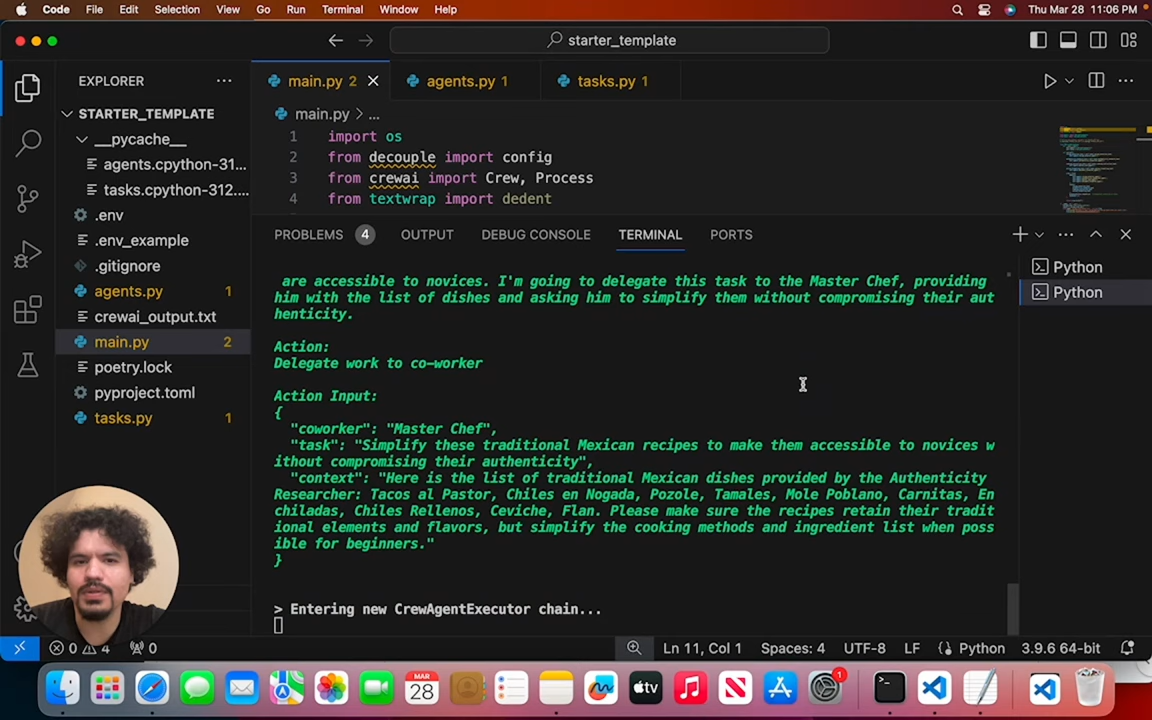 Code File Edit Selection View Go Run Terminal Window Help Thu Mar 28 11:06 PM
starter_template
EXPLORER
main.py 2
agents.py 1
tasks.py 1
STARTER_TEMPLATE
main.py > ...
__pycache__
agents.cpython-31...
tasks.cpython-312....
.env
.env_example
.gitignore
agents.py 1
crewai_output.txt
main.py 2
poetry.lock
pyproject.toml
tasks.py 1
1 import os
2 from decouple import config
3 from crewai import Crew, Process
4 from textwrap import dedent
PROBLEMS 4 OUTPUT DEBUG CONSOLE TERMINAL PORTS
Python
Python
are accessible to novices. I'm going to delegate this task to the Master Chef, providing
him with the list of dishes and asking him to simplify them without compromising their aut
henticity.
Action:
Delegate work to co-worker
Action Input:
{
"coworker": "Master Chef",
"task": "Simplify these traditional Mexican recipes to make them accessible to novices w
ithout compromising their authenticity",
"context": "Here is the list of traditional Mexican dishes provided by the Authenticity
Researcher: Tacos al Pastor, Chiles en Nogada, Pozole, Tamales, Mole Poblano, Carnitas, En
chiladas, Chiles Rellenos, Ceviche, Flan. Please make sure the recipes retain their tradit
ional elements and flavors, but simplify the cooking methods and ingredient list when poss
ible for beginners."
}
> Entering new CrewAgentExecutor chain...
0 4 0 Ln 11, Col 1 Spaces: 4 UTF-8 LF Python 3.9.6 64-bit
MAR
28
tv
1